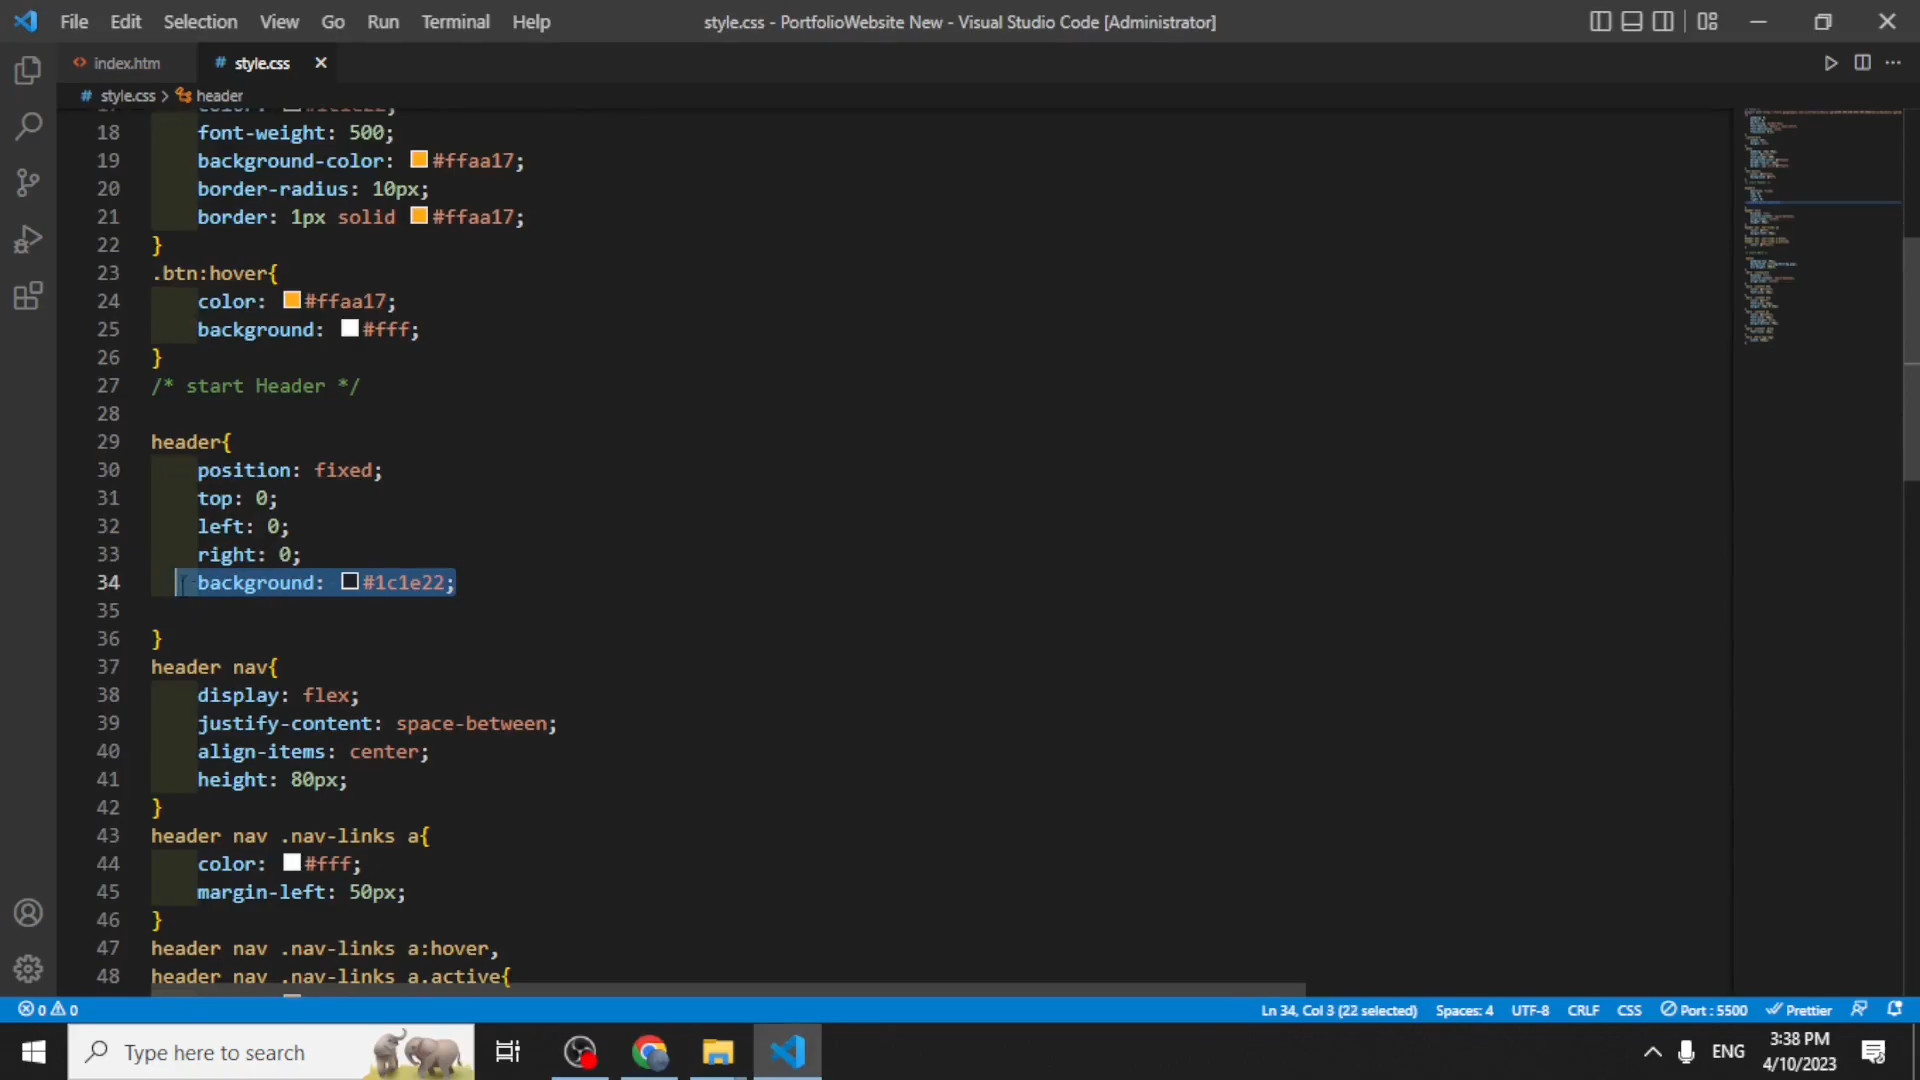 File Edit Selection View Go Run Terminal Help
style.css - PortfolioWebsite New - Visual Studio Code [Administrator]
index.htm
# style.css
# style.css > header
18 font-weight: 500;
19 background-color: #ffaa17;
20 border-radius: 10px;
21 border: 1px solid #ffaa17;
22 }
23 .btn:hover{
24 color: #ffaa17;
25 background: #fff;
26 }
27 /* start Header */
28
29 header{
30 position: fixed;
31 top: 0;
32 left: 0;
33 right: 0;
34 background: #1c1e22;
35
36 }
37 header nav{
38 display: flex;
39 justify-content: space-between;
40 align-items: center;
41 height: 80px;
42 }
43 header nav .nav-links a{
44 color: #fff;
45 margin-left: 50px;
46 }
47 header nav .nav-links a:hover,
48 header nav .nav-links a.active{
0 0
Ln 34, Col 3 (22 selected) Spaces: 4 UTF-8 CRLF CSS Port : 5500 Prettier
Type here to search
ENG
3:38 PM
4/10/2023